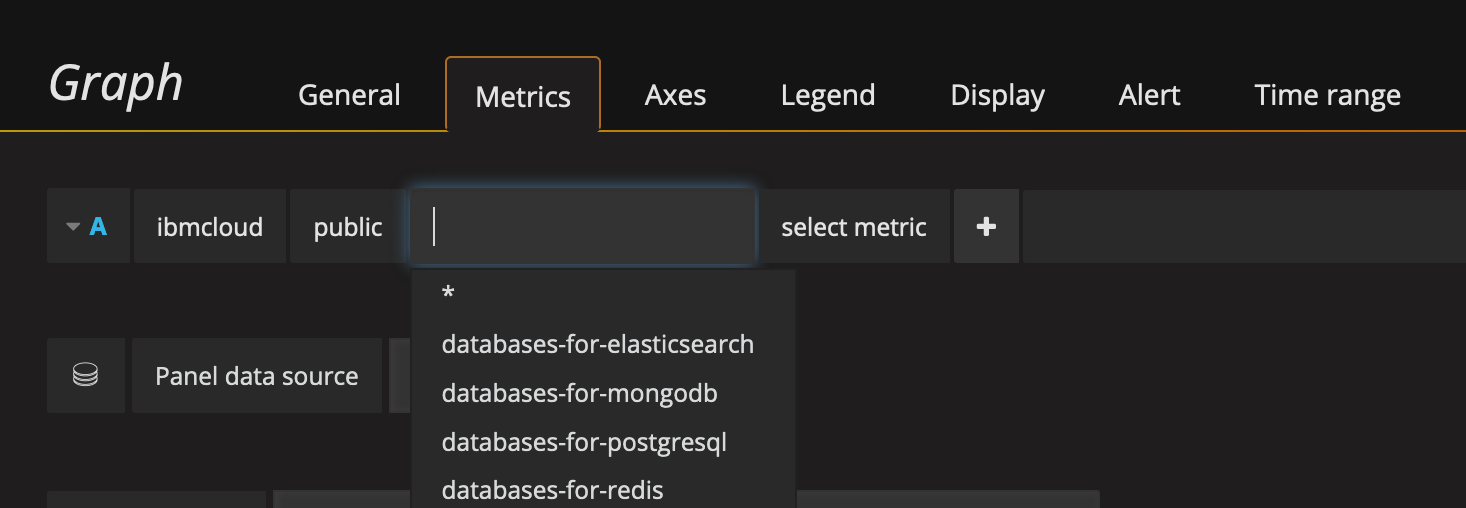 Graph General Metrics Axes Legend Display Alert Time range
A ibmcloud public select metric +
*
databases-for-elasticsearch
Panel data source
databases-for-mongodb
databases-for-postgresql
databases-for-redis